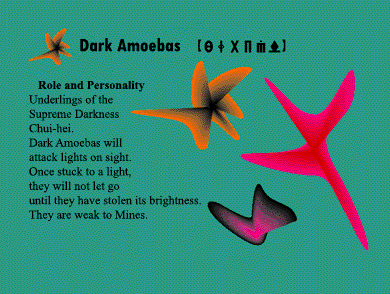 Dark Amoebas
Role and Personality
Underlings of the
Supreme Darkness
Chui-hei.
Dark Amoebas will
attack lights on sight.
Once stuck to a light,
they will not let go
until they have stolen its brightness.
They are weak to Mines.